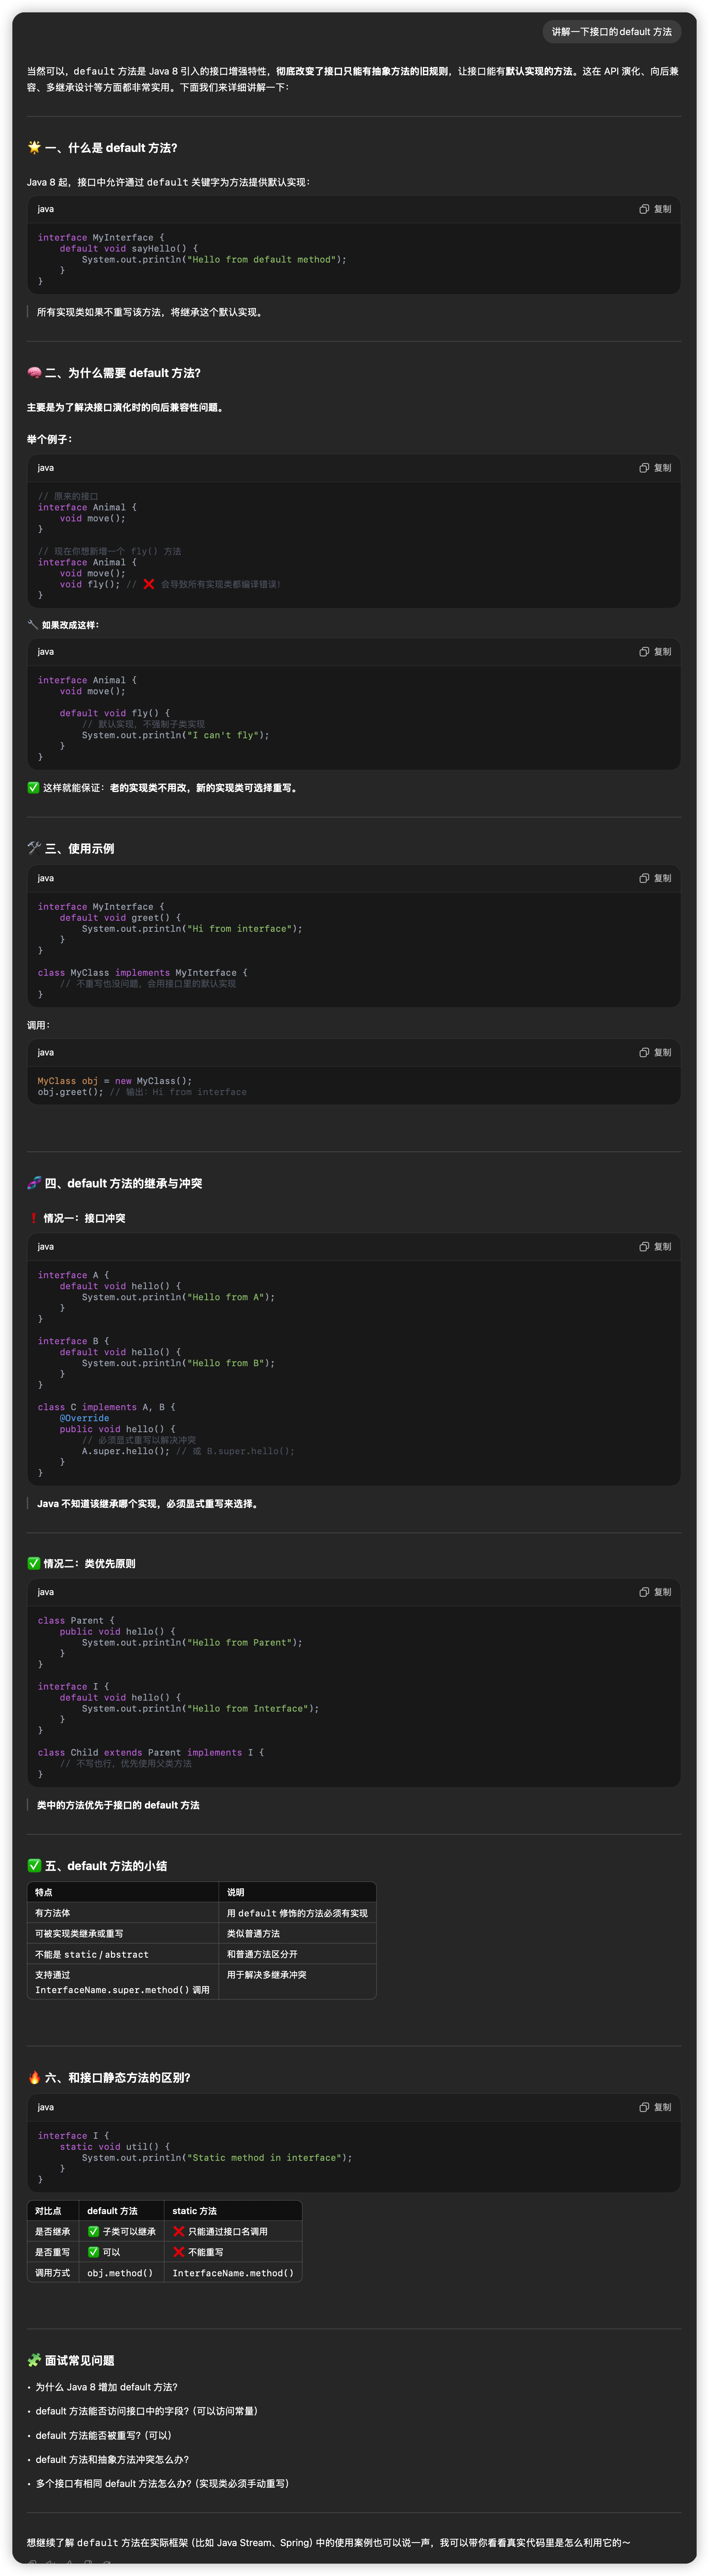 讲解一下接口的default 方法
当然可以，default 方法是 Java 8 引入的接口增强特性，彻底改变了接口只能有抽象方法的旧规则，让接口能有默认实现的方法。这在 API 演化、向后兼
容、多继承设计等方面都非常实用。下面我们来详细讲解一下：
🌟 一、什么是 default 方法？
Java 8 起，接口中允许通过 default 关键字为方法提供默认实现：
java 复制
interface MyInterface {
    default void sayHello() {
        System.out.println("Hello from default method");
    }
}
所有实现类如果不重写该方法，将继承这个默认实现。
🧠 二、为什么需要 default 方法？
主要是为了解决接口演化时的向后兼容性问题。
举个例子：
java 复制
// 原来的接口
interface Animal {
    void move();
}
// 现在你想新增一个 fly() 方法
interface Animal {
    void move();
    void fly(); // ❌ 会导致所有实现类都编译错误！
}
🔧 如果改成这样：
java 复制
interface Animal {
    void move();
    default void fly() {
        // 默认实现，不强制子类实现
        System.out.println("I can't fly");
    }
}
✅ 这样就能保证：老的实现类不用改，新的实现类可选择重写。
🛠 三、使用示例
java 复制
interface MyInterface {
    default void greet() {
        System.out.println("Hi from interface");
    }
}
class MyClass implements MyInterface {
    // 不重写也没问题，会用接口里的默认实现
}
调用：
java 复制
MyClass obj = new MyClass();
obj.greet(); // 输出：Hi from interface
🧬 四、default 方法的继承与冲突
❗ 情况一：接口冲突
java 复制
interface A {
    default void hello() {
        System.out.println("Hello from A");
    }
}
interface B {
    default void hello() {
        System.out.println("Hello from B");
    }
}
class C implements A, B {
    @Override
    public void hello() {
        // 必须显式重写以解决冲突
        A.super.hello(); // 或 B.super.hello();
    }
}
Java 不知道该继承哪个实现，必须显式重写来选择。
✅ 情况二：类优先原则
java 复制
class Parent {
    public void hello() {
        System.out.println("Hello from Parent");
    }
}
interface I {
    default void hello() {
        System.out.println("Hello from Interface");
    }
}
class Child extends Parent implements I {
    // 不写也行，优先使用父类方法
}
类中的方法优先于接口的 default 方法
✅ 五、default 方法的小结
特点 说明
有方法体 用 default 修饰的方法必须有实现
可被实现类继承或重写 类似普通方法
不能是 static / abstract 和普通方法区分开
支持通过 用于解决多继承冲突
InterfaceName.super.method() 调用
🔥 六、和接口静态方法的区别？
java 复制
interface I {
    static void util() {
        System.out.println("Static method in interface");
    }
}
对比点 default 方法 static 方法
是否继承 ✅ 子类可以继承 ❌ 只能通过接口名调用
是否重写 ✅ 可以 ❌ 不能重写
调用方式 obj.method() InterfaceName.method()
🧩 面试常见问题
• 为什么 Java 8 增加 default 方法？
• default 方法能否访问接口中的字段？（可以访问常量）
• default 方法能否被重写？（可以）
• default 方法和抽象方法冲突怎么办？
• 多个接口有相同 default 方法怎么办？（实现类必须手动重写）
想继续了解 default 方法在实际框架（比如 Java Stream、Spring）中的使用案例也可以说一声，我可以带你看看真实代码里是怎么利用它的～